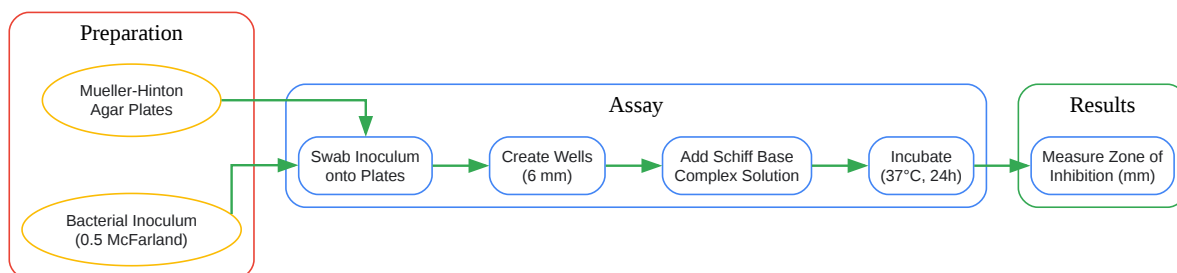 Preparation
Mueller-Hinton
Agar Plates
Bacterial Inoculum
(0.5 McFarland)
Assay
Swab Inoculum
onto Plates
Create Wells
(6 mm)
Add Schiff Base
Complex Solution
Incubate
(37°C, 24h)
Results
Measure Zone of
Inhibition (mm)